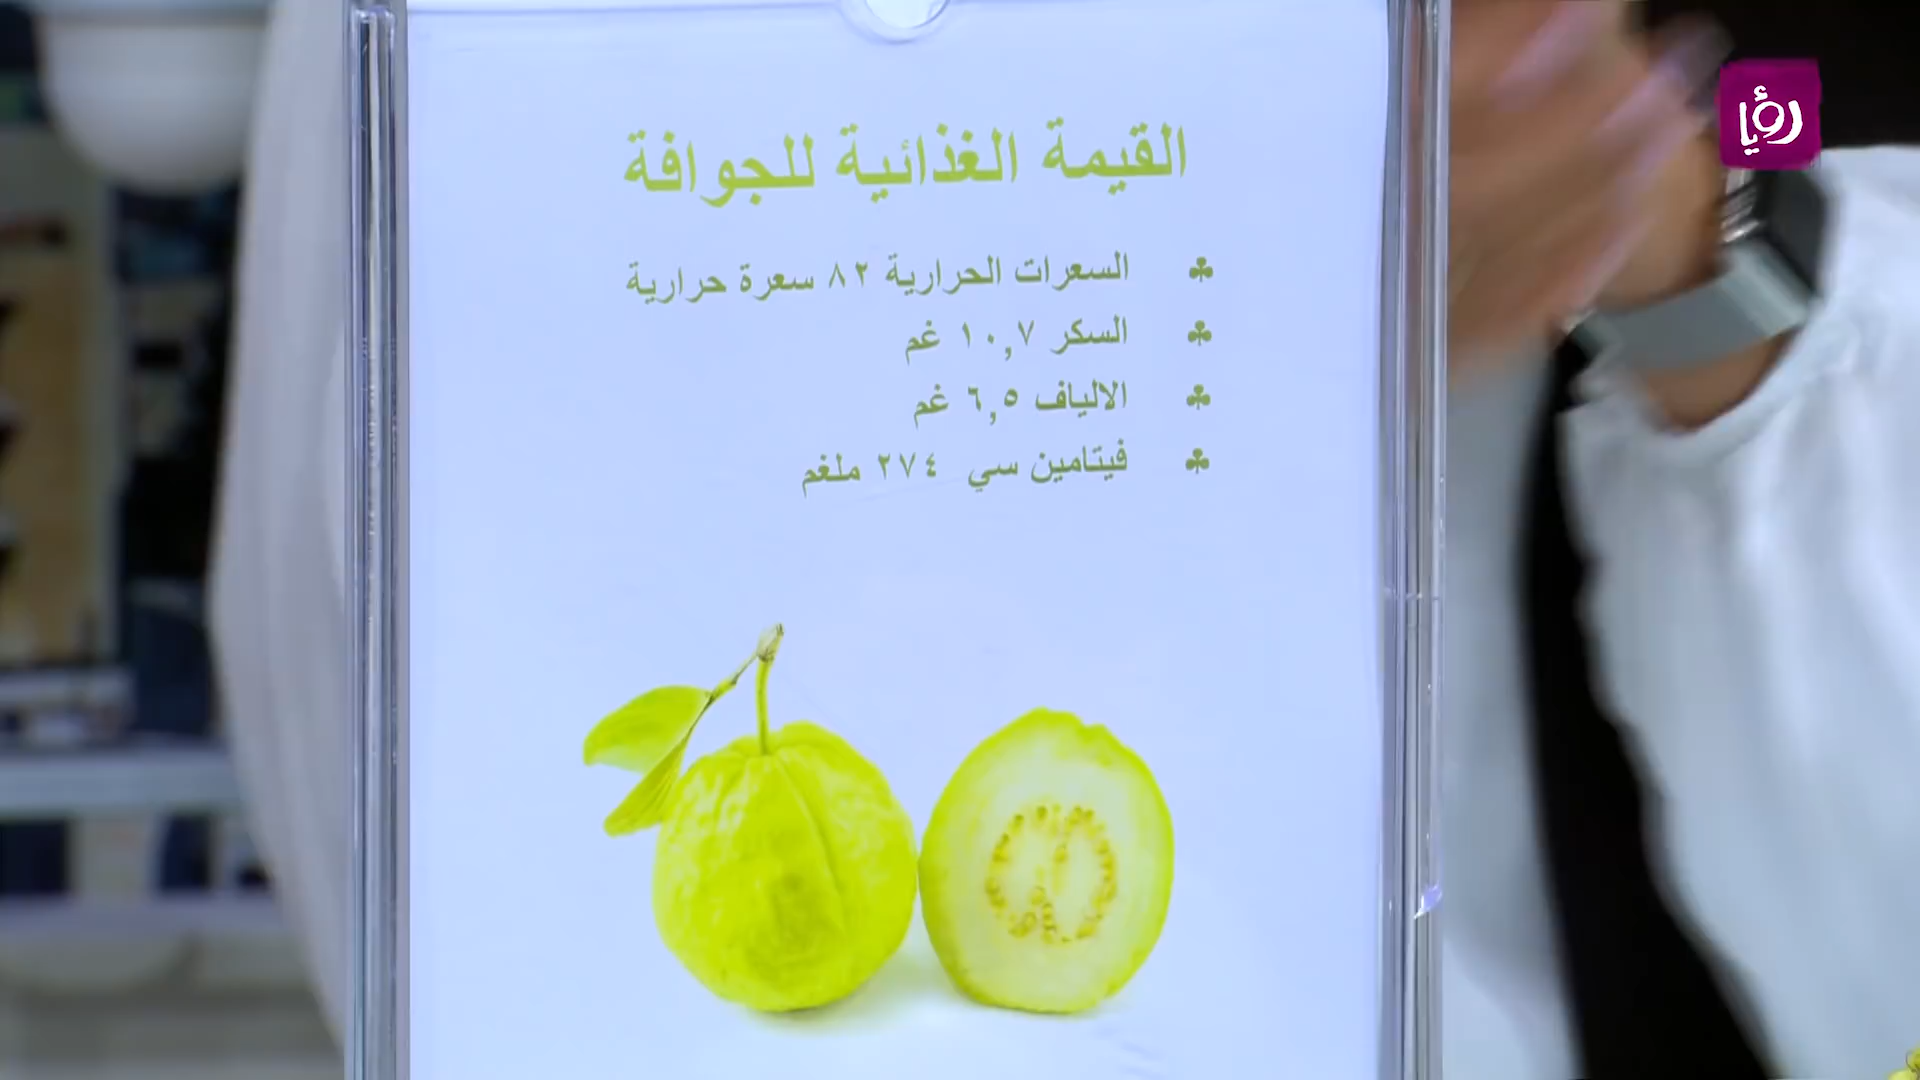 رؤيا
القيمة الغذائية للجوافة
♣ السعرات الحرارية ٨٢ سعرة حرارية
♣ السكر ١٠,٧ غم
♣ الالياف ٦,٥ غم
♣ فيتامين سي ٢٧٤ ملغم